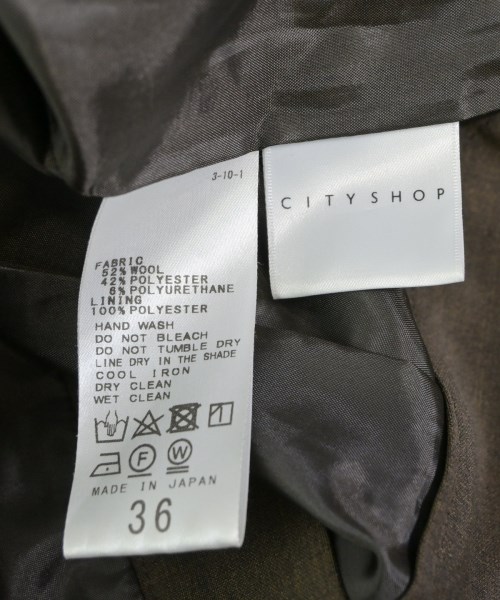 3-10-1
CITYSHOP
FABRIC
52% WOOL
42% POLYESTER
6% POLYURETHANE
LINING
100% POLYESTER
HAND WASH
DO NOT BLEACH
DO NOT TUMBLE DRY
LINE DRY IN THE SHADE
COOL IRON
DRY CLEAN
WET CLEAN
F W
MADE IN JAPAN
36